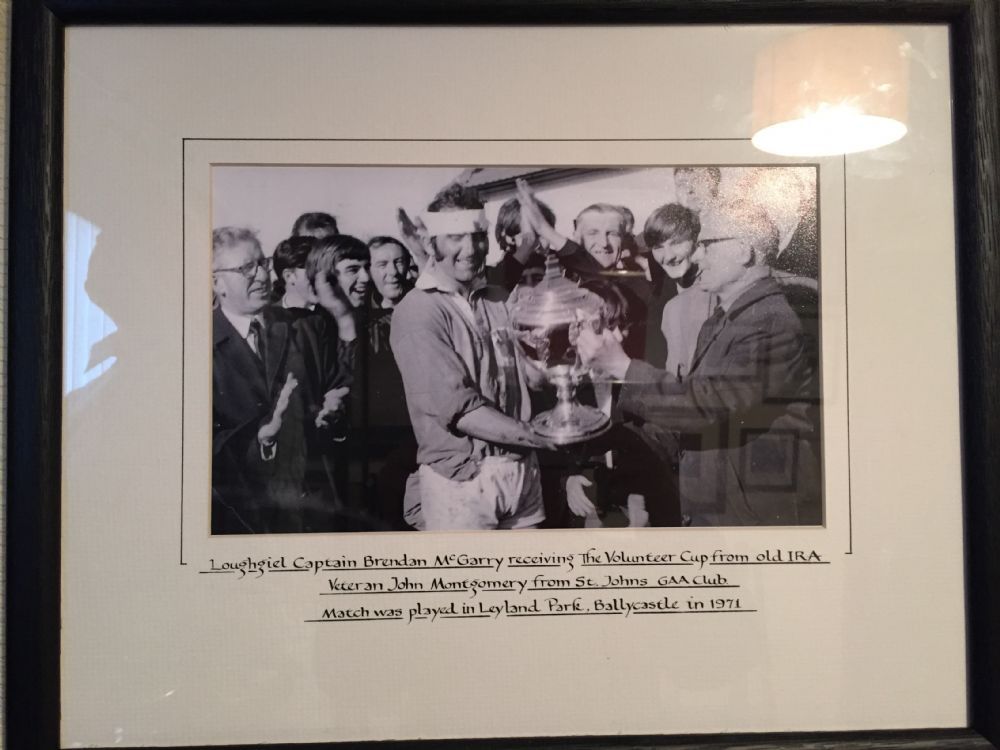 Loughgiel Captain Brendan McGarry receiving The Volunteer Cup from old IRA
Veteran John Montgomery from St. Johns GAA Club
Match was played in Leyland Park, Ballycastle in 1971